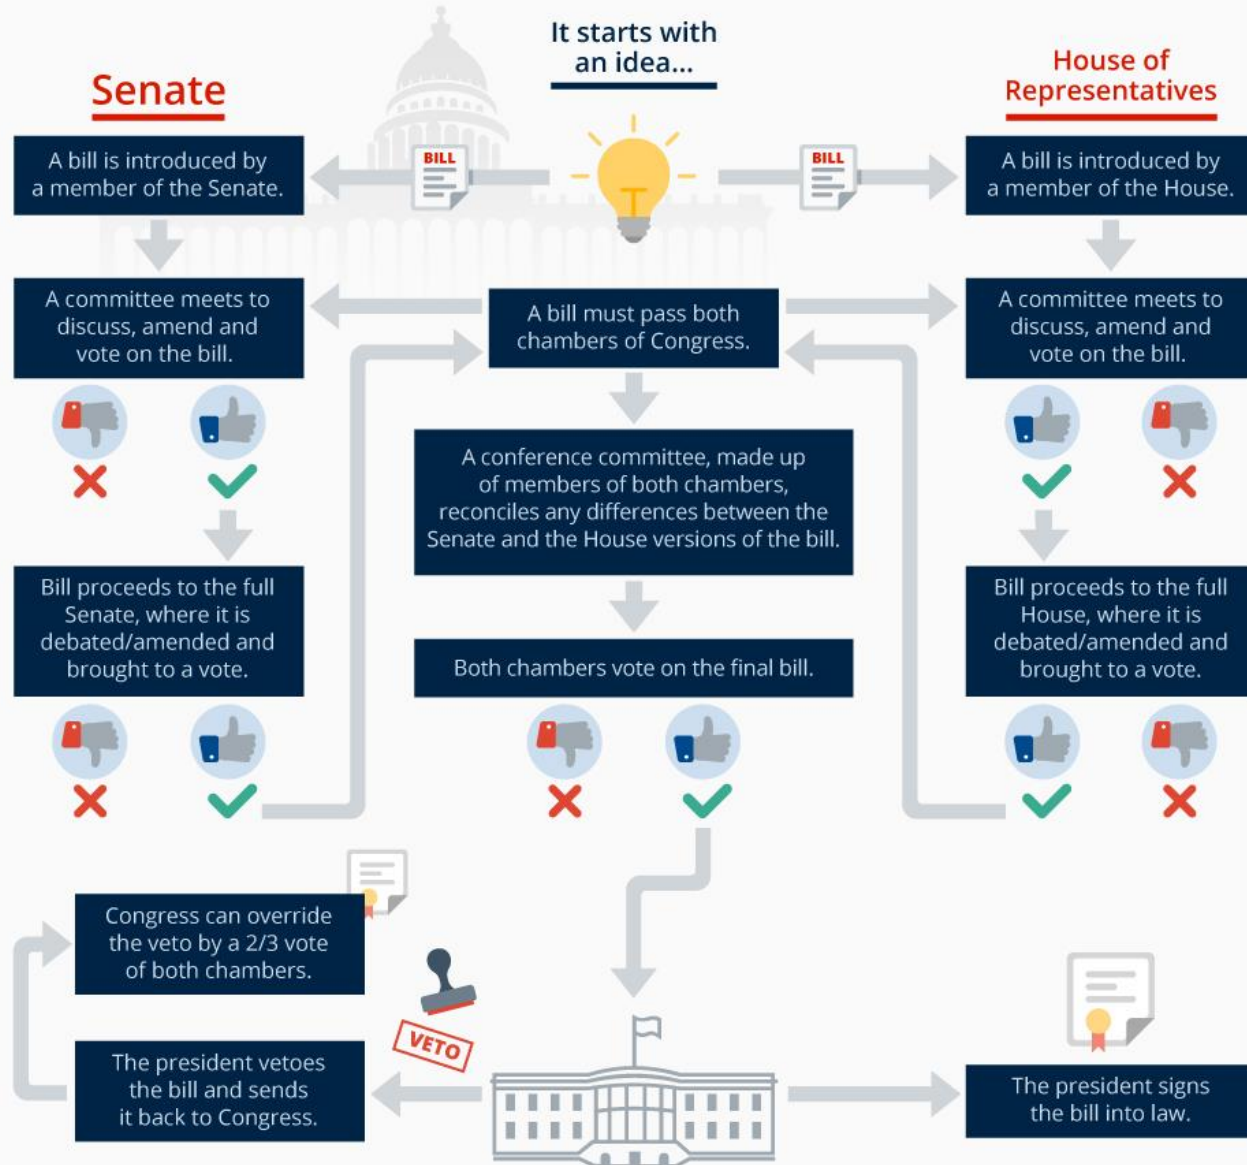 It starts with
an idea...
Senate
House of
Representatives
A bill is introduced by
a member of the Senate.
BILL
BILL
A bill is introduced by
a member of the House.
A committee meets to
discuss, amend and
vote on the bill.
A bill must pass both
chambers of Congress.
A committee meets to
discuss, amend and
vote on the bill.
A conference committee, made up
of members of both chambers,
reconciles any differences between the
Senate and the House versions of the bill.
Bill proceeds to the full
Senate, where it is
debated/amended and
brought to a vote.
Both chambers vote on the final bill.
Bill proceeds to the full
House, where it is
debated/amended and
brought to a vote.
Congress can override
the veto by a 2/3 vote
of both chambers.
VETO
The president vetoes
the bill and sends
it back to Congress.
The president signs
the bill into law.